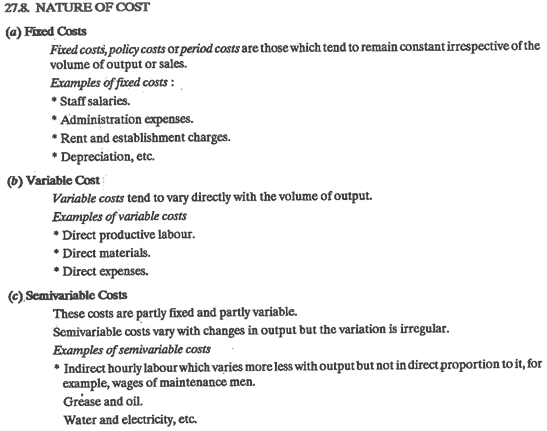 27.8. NATURE OF COST
(a) Fixed Costs
Fixed costs, policy costs or period costs are those which tend to remain constant irrespective of the
volume of output or sales.
Examples of fixed costs :
* Staff salaries.
* Administration expenses.
* Rent and establishment charges.
* Depreciation, etc.
(b) Variable Cost
Variable costs tend to vary directly with the volume of output.
Examples of variable costs
* Direct productive labour.
* Direct materials.
* Direct expenses.
(c) Semivariable Costs
These costs are partly fixed and partly variable.
Semivariable costs vary with changes in output but the variation is irregular.
Examples of semivariable costs
* Indirect hourly labour which varies more less with output but not in direct proportion to it, for
example, wages of maintenance men.
Grease and oil.
Water and electricity, etc.